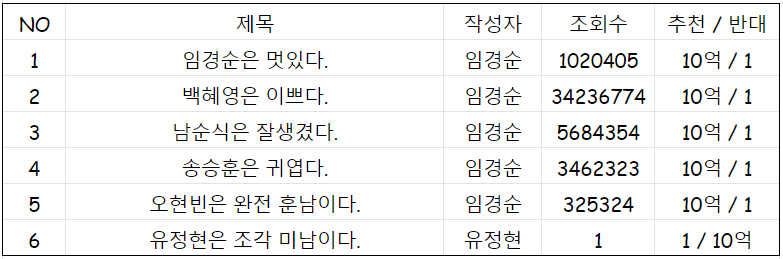 NO 제목 작성자 조회수 추천 / 반대
1 임경순은 멋있다. 임경순 1020405 10억 / 1
2 백혜영은 이쁘다. 임경순 34236774 10억 / 1
3 남순식은 잘생겼다. 임경순 5684354 10억 / 1
4 송승훈은 귀엽다. 임경순 3462323 10억 / 1
5 오현빈은 완전 훈남이다. 임경순 325324 10억 / 1
6 유정현은 조각 미남이다. 유정현 1 1 / 10억